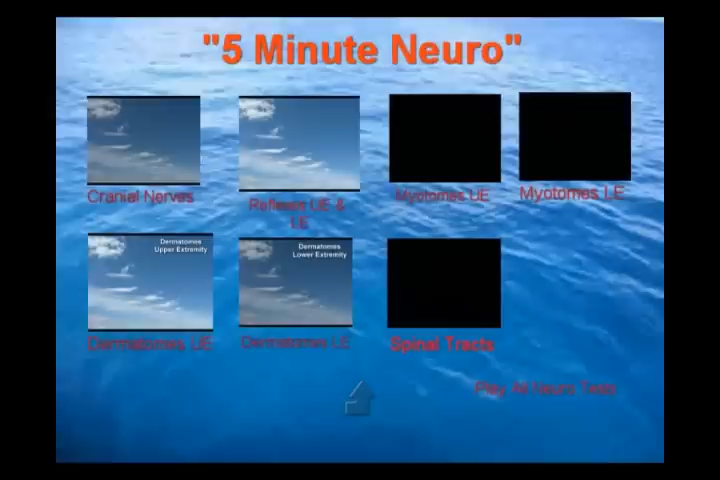 "5 Minute Neuro"
Cranial Nerves
Reflexes UE &
LE
Myotomes UE
Myotomes LE
Dermatomes
Upper Extremity
Dermatomes UE
Dermatomes
Lower Extremity
Dermatomes LE
Spinal Tracts
Play All Neuro Tests